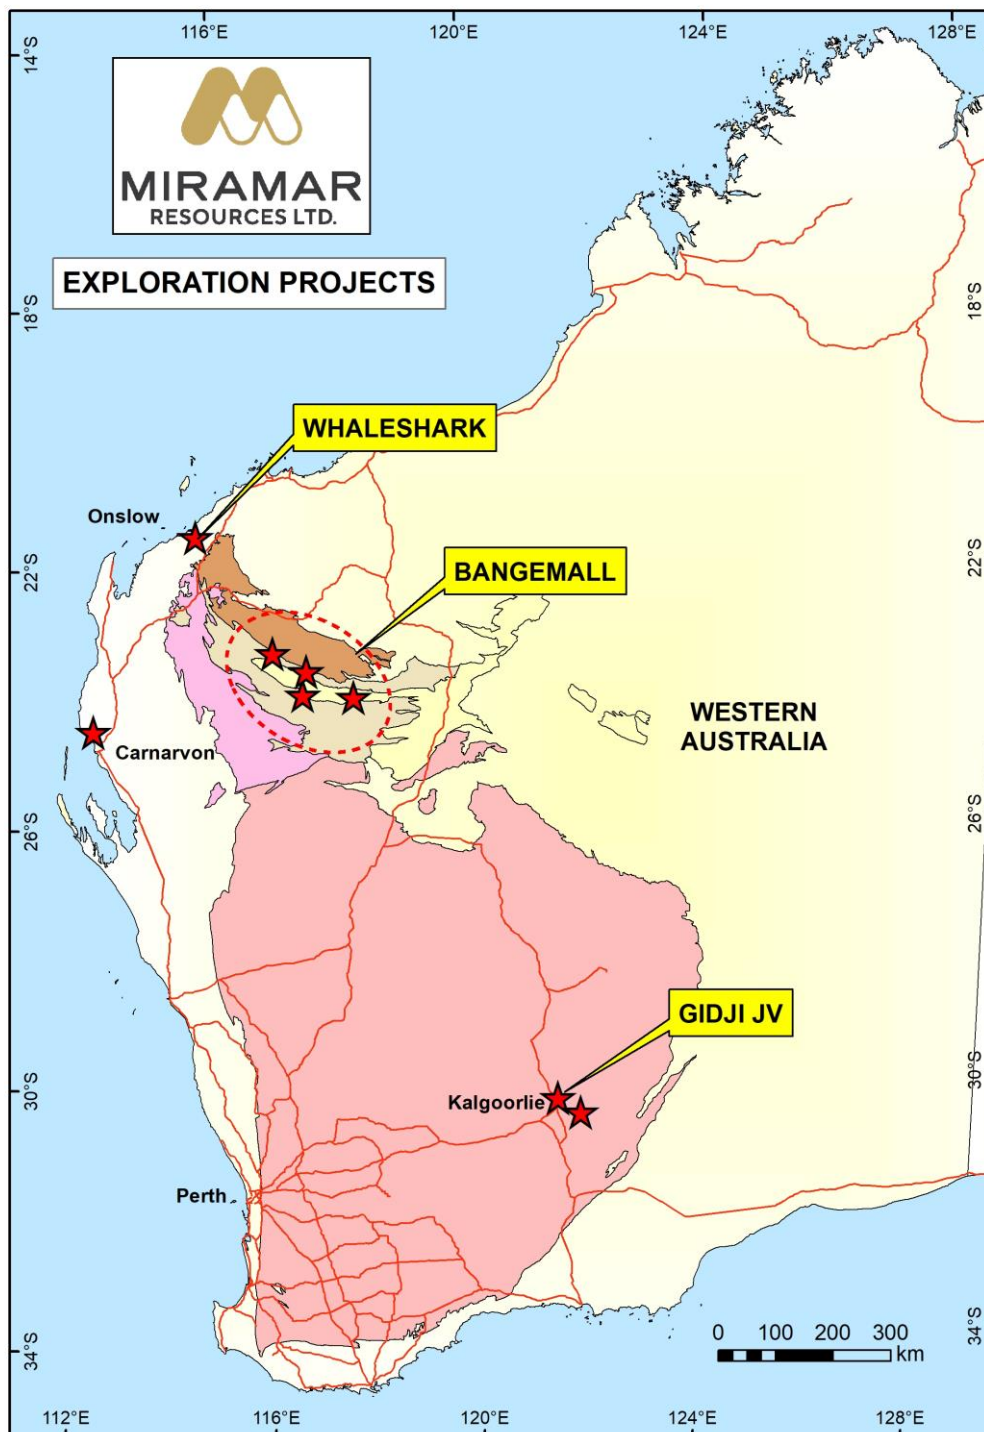 116°E
120°E
124°E
128°E
14°S
MIRAMAR
RESOURCES LTD.
EXPLORATION PROJECTS
18°S
18°S
WHALESHARK
Onslow
22°S
BANGEMALL
22°S
WESTERN
AUSTRALIA
Carnarvon
26°S
26°S
GIDJI JV
30°S
30°S
Kalgoorlie
Perth
34°S
34°S
0 100 200 300
km
112°E
116°E
120°E
124°E
128°E